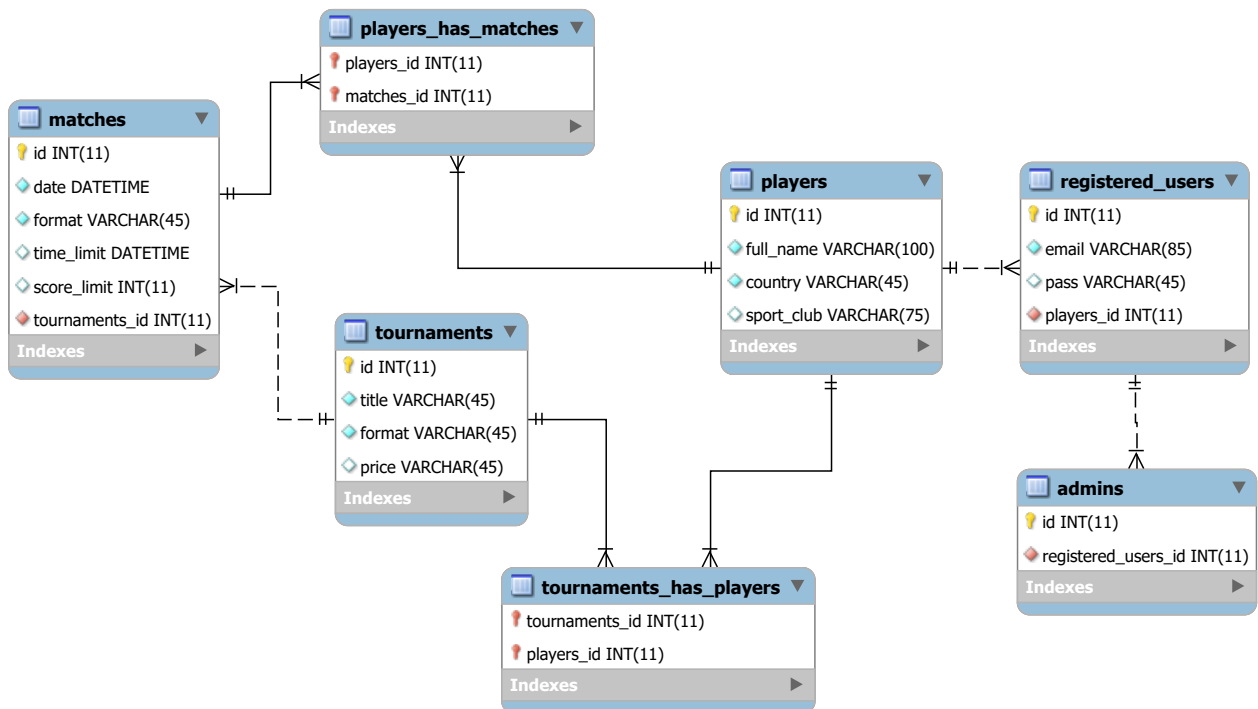 players_has_matches
players_id INT(11)
matches_id INT(11)
Indexes
matches
id INT(11)
date DATETIME
format VARCHAR(45)
time_limit DATETIME
score_limit INT(11)
tournaments_id INT(11)
Indexes
players
id INT(11)
full_name VARCHAR(100)
country VARCHAR(45)
sport_club VARCHAR(75)
Indexes
registered_users
id INT(11)
email VARCHAR(85)
pass VARCHAR(45)
players_id INT(11)
Indexes
tournaments
id INT(11)
title VARCHAR(45)
format VARCHAR(45)
price VARCHAR(45)
Indexes
admins
id INT(11)
registered_users_id INT(11)
Indexes
tournaments_has_players
tournaments_id INT(11)
players_id INT(11)
Indexes